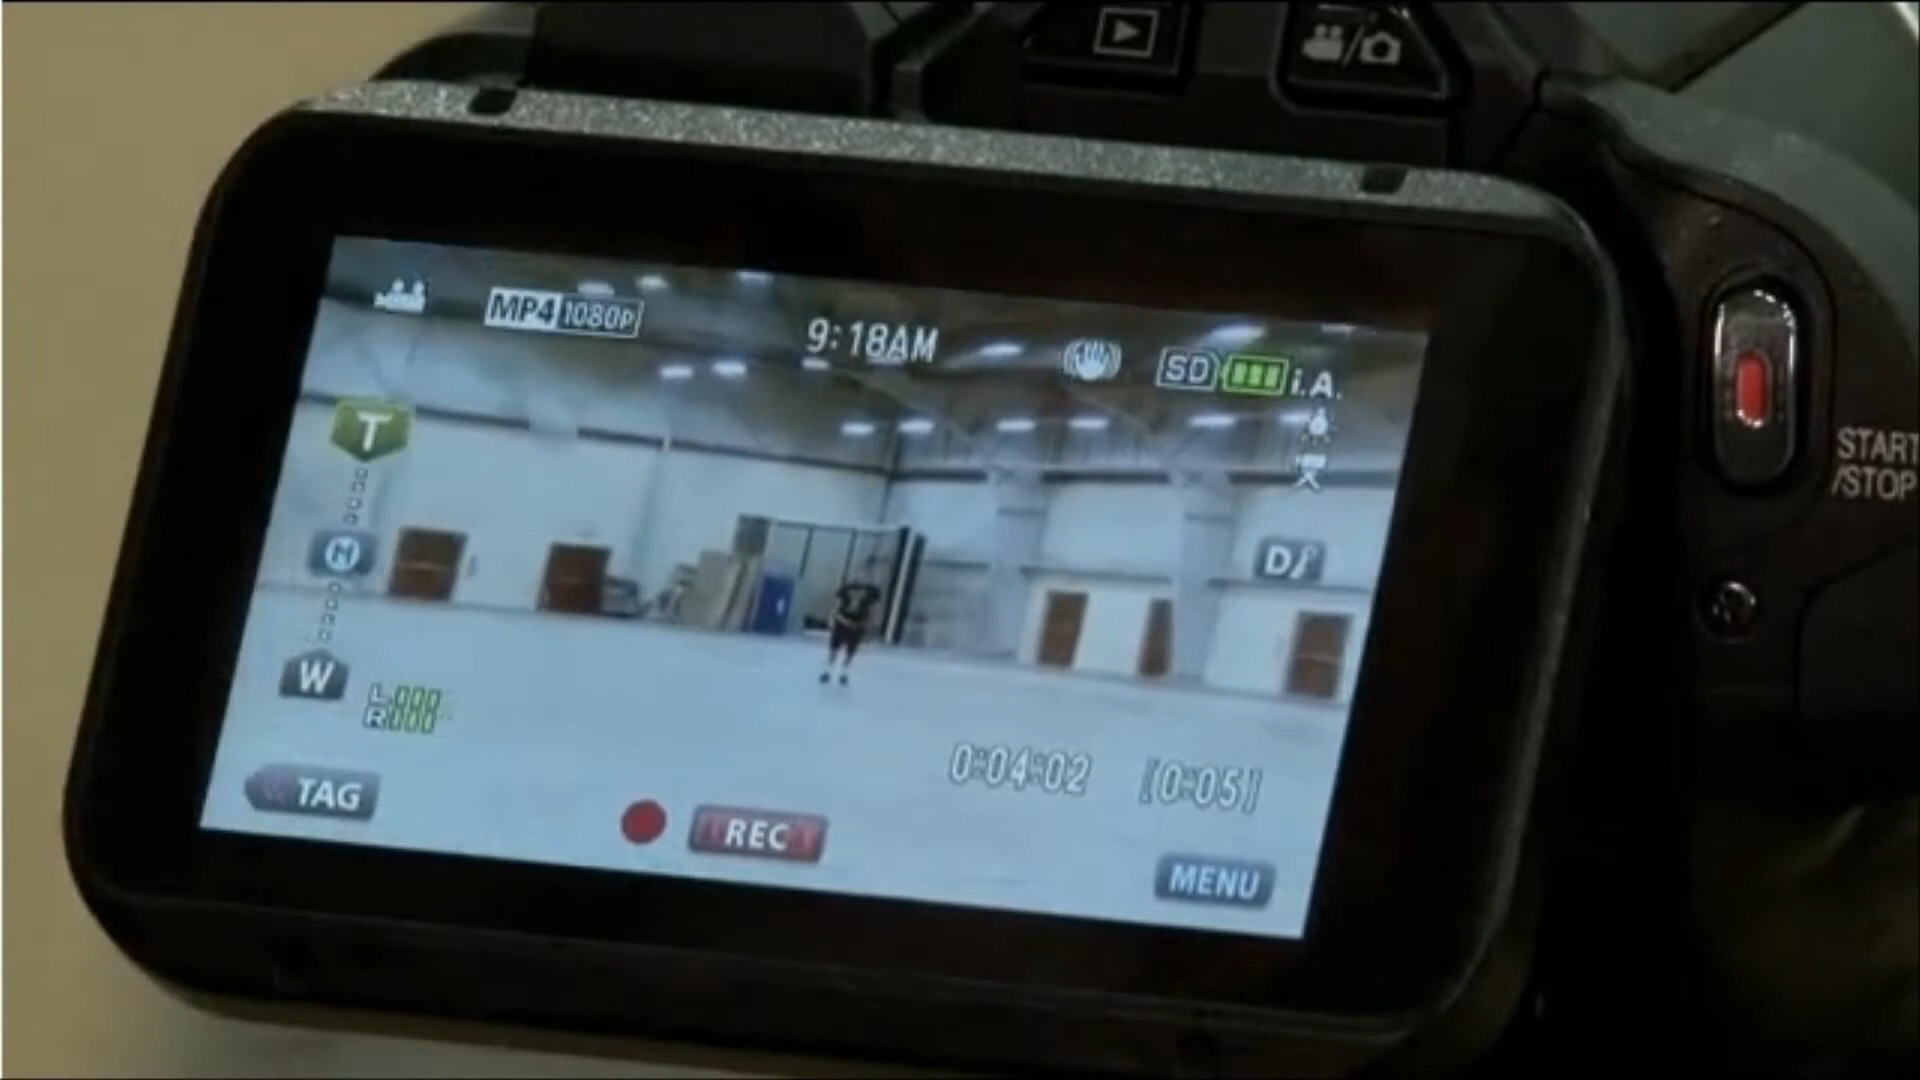 MP4 1080p
9:18AM
SD i.A.
T
D
M
W
L
R
0:04:02 [0:05]
TAG
REC
MENU
START
/STOP